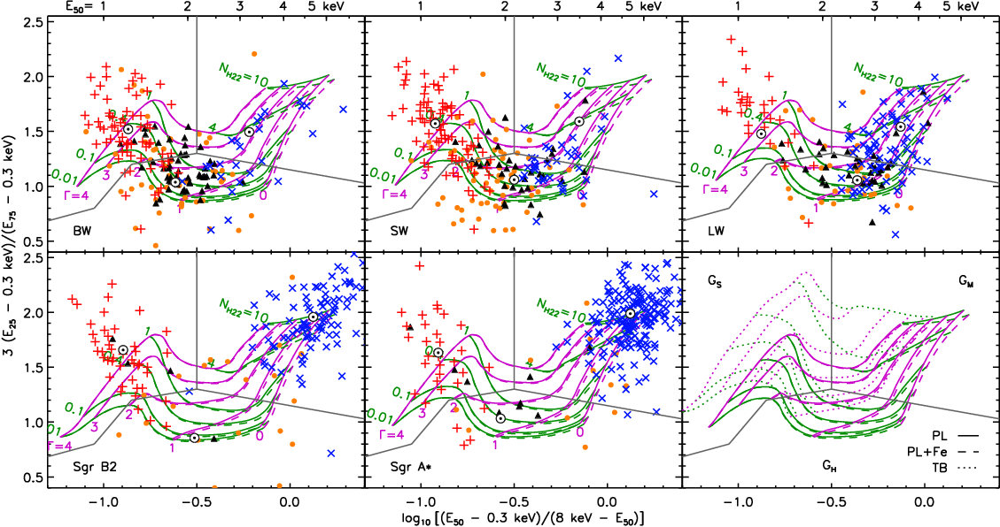 E50= 1 2 3 4 5 keV
1 2 3 4 5 keV
1 2 3 4 5 keV
2.5
2.0
1.5
1.0
0.5
NH22=10
1
4
0.1
0.01
Γ=4
3
1
0
BW
NH22=10
1
4
0.1
0.01
Γ=4
3
2
1
0
SW
NH22=10
1
4
0.4
0.1
0.01
Γ=4
3
2
1
0
LW
3 (E25 - 0.3 keV)/(E75 - 0.3 keV)
2.5
2.0
1.5
1.0
0.5
NH22=10
1
4
0.1
Γ=4
3
2
1
0
Sgr B2
NH22=10
1
4
0.1
0.01
Γ=4
3
2
1
0
Sgr A*
GS
GM
GH
PL
PL+Fe
TB
-1.0 -0.5 0.0
-1.0 -0.5 0.0
-1.0 -0.5 0.0
log10 [(E50 - 0.3 keV)/(8 keV - E50)]